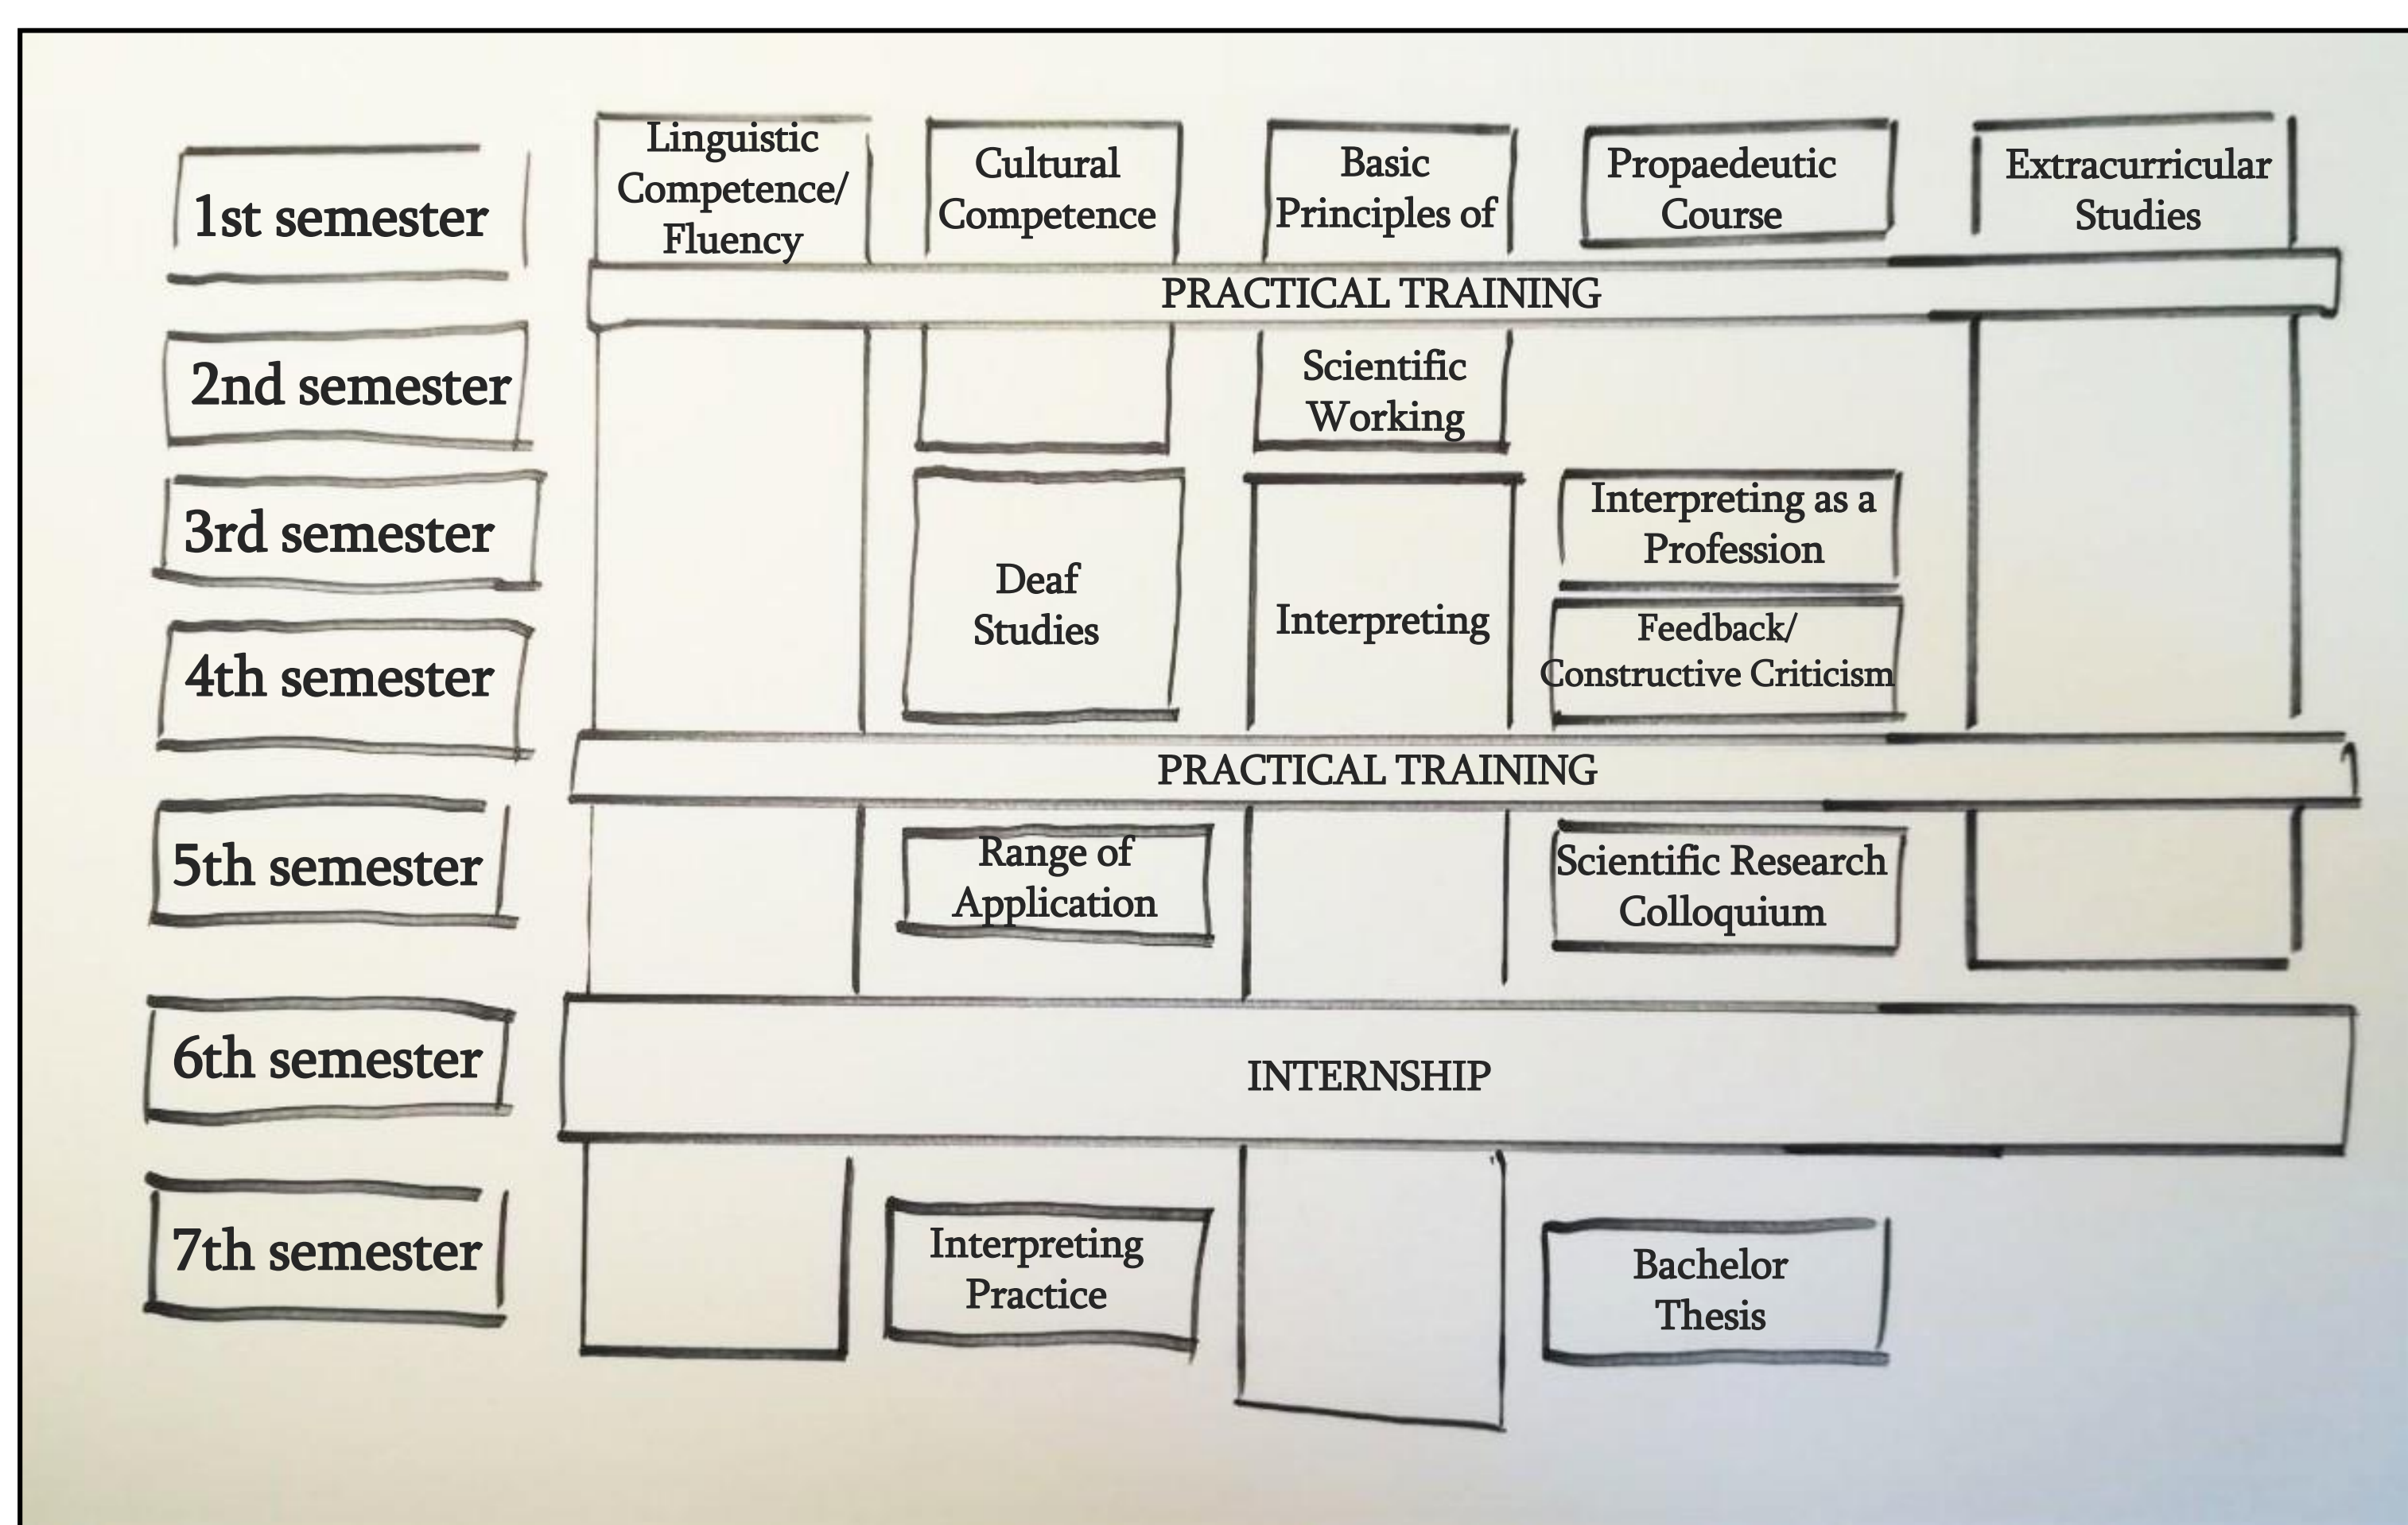 1st semester
Linguistic
Competence/
Fluency
Cultural
Competence
Basic
Principles of
Propaedeutic
Course
Extracurricular
Studies
PRACTICAL TRAINING
2nd semester
Scientific
Working
3rd semester
4th semester
Deaf
Studies
Interpreting
Interpreting as a
Profession
Feedback/
Constructive Criticism
PRACTICAL TRAINING
5th semester
Range of
Application
Scientific Research
Colloquium
6th semester
INTERNSHIP
7th semester
Interpreting
Practice
Bachelor
Thesis